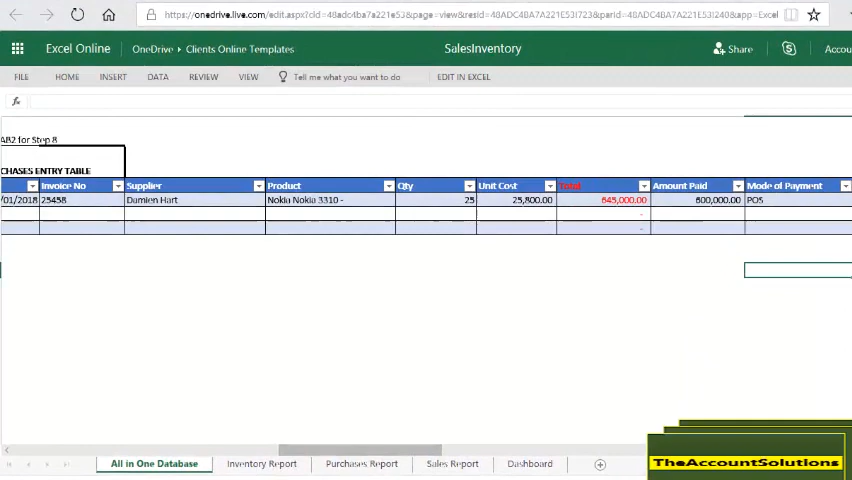 https://onedrive.live.com/edit.aspx?cid=48adc4ba7a221e53&page=view&resid=48ADC4BA7A221E53!723&parid=48ADC4BA7A221E53!240&app=Excel
Excel Online OneDrive ▸ Clients Online Templates SalesInventory Share Accou
FILE HOME INSERT DATA REVIEW VIEW Tell me what you want to do EDIT IN EXCEL
fx
AB2 for Step 8
CHASES ENTRY TABLE
Invoice No Supplier Product Qty Unit Cost Total Amount Paid Mode of Payment
/01/2018 25458 Damien Hart Nokia Nokia 3310 - 25 25,800.00 645,000.00 600,000.00 POS
-
-
All in One Database Inventory Report Purchases Report Sales Report Dashboard
TheAccountSolutions